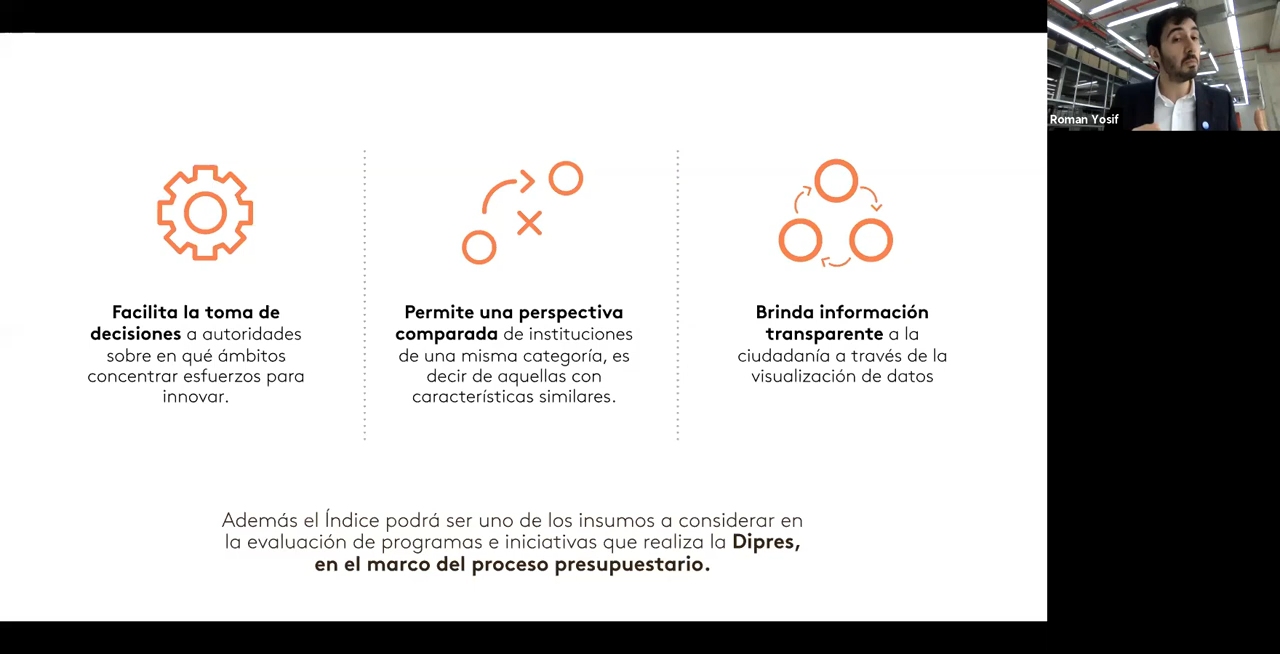 Roman Yosif
Facilita la toma de
decisiones a autoridades
sobre en qué ámbitos
concentrar esfuerzos para
innovar.
Permite una perspectiva
comparada de instituciones
de una misma categoría, es
decir de aquellas con
características similares.
Brinda información
transparente a la
ciudadanía a través de la
visualización de datos
Además el Índice podrá ser uno de los insumos a considerar en
la evaluación de programas e iniciativas que realiza la Dipres,
en el marco del proceso presupuestario.